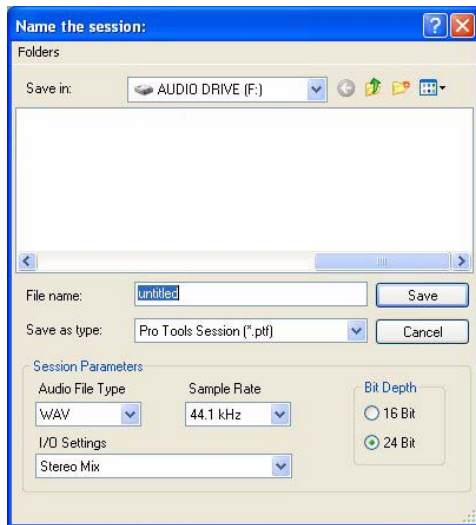 Name the session:
Folders
Save in: AUDIO DRIVE (F:)
File name: untitled Save
Save as type: Pro Tools Session (*.ptf) Cancel
Session Parameters
Audio File Type Sample Rate Bit Depth
WAV 44.1 kHz 16 Bit
I/O Settings 24 Bit
Stereo Mix